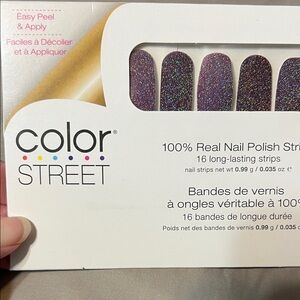 Easy Peel
& Apply
Faciles à Décoller
et à Appliquer
color®
STREET
100% Real Nail Polish Stri
16 long-lasting strips
nail strips net wt 0.99 g / 0.035 oz ℮
Bandes de vernis
à ongles véritable à 100%
16 bandes de longue durée
Poids net des bandes de vernis 0.99 g / 0.035